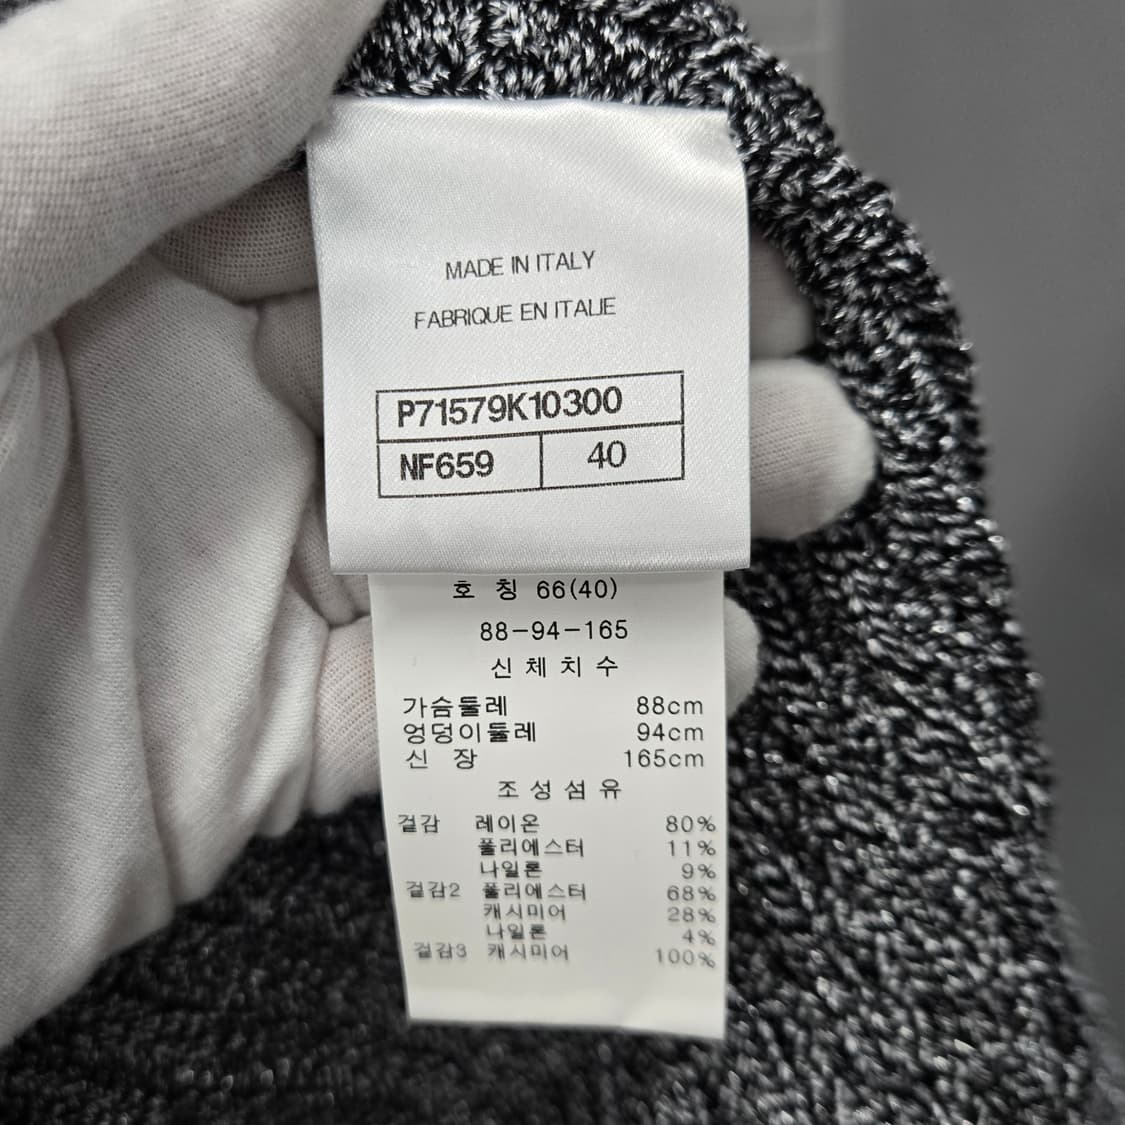 MADE IN ITALY
FABRIQUE EN ITALIE
P71579K10300
NF659 40
호 칭 66(40)
88-94-165
신 체 치 수
가슴둘레 88cm
엉덩이둘레 94cm
신 장 165cm
조 성 섬 유
겉감 레이온 80%
폴리에스터 11%
나일론 9%
겉감2 폴리에스터 68%
캐시미어 28%
나일론 4%
겉감3 캐시미어 100%